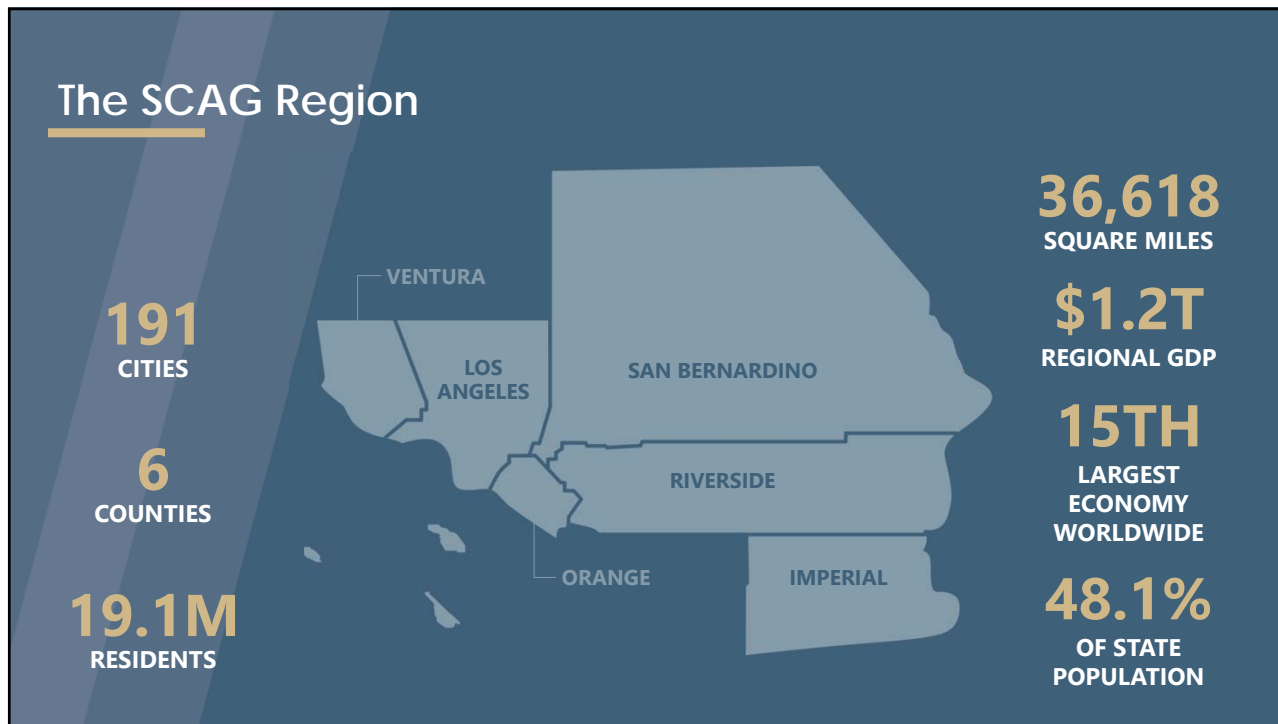 The SCAG Region
191
CITIES
6
COUNTIES
19.1M
RESIDENTS
VENTURA
LOS
ANGELES
SAN BERNARDINO
RIVERSIDE
ORANGE
IMPERIAL
36,618
SQUARE MILES
$1.2T
REGIONAL GDP
15TH
LARGEST
ECONOMY
WORLDWIDE
48.1%
OF STATE
POPULATION